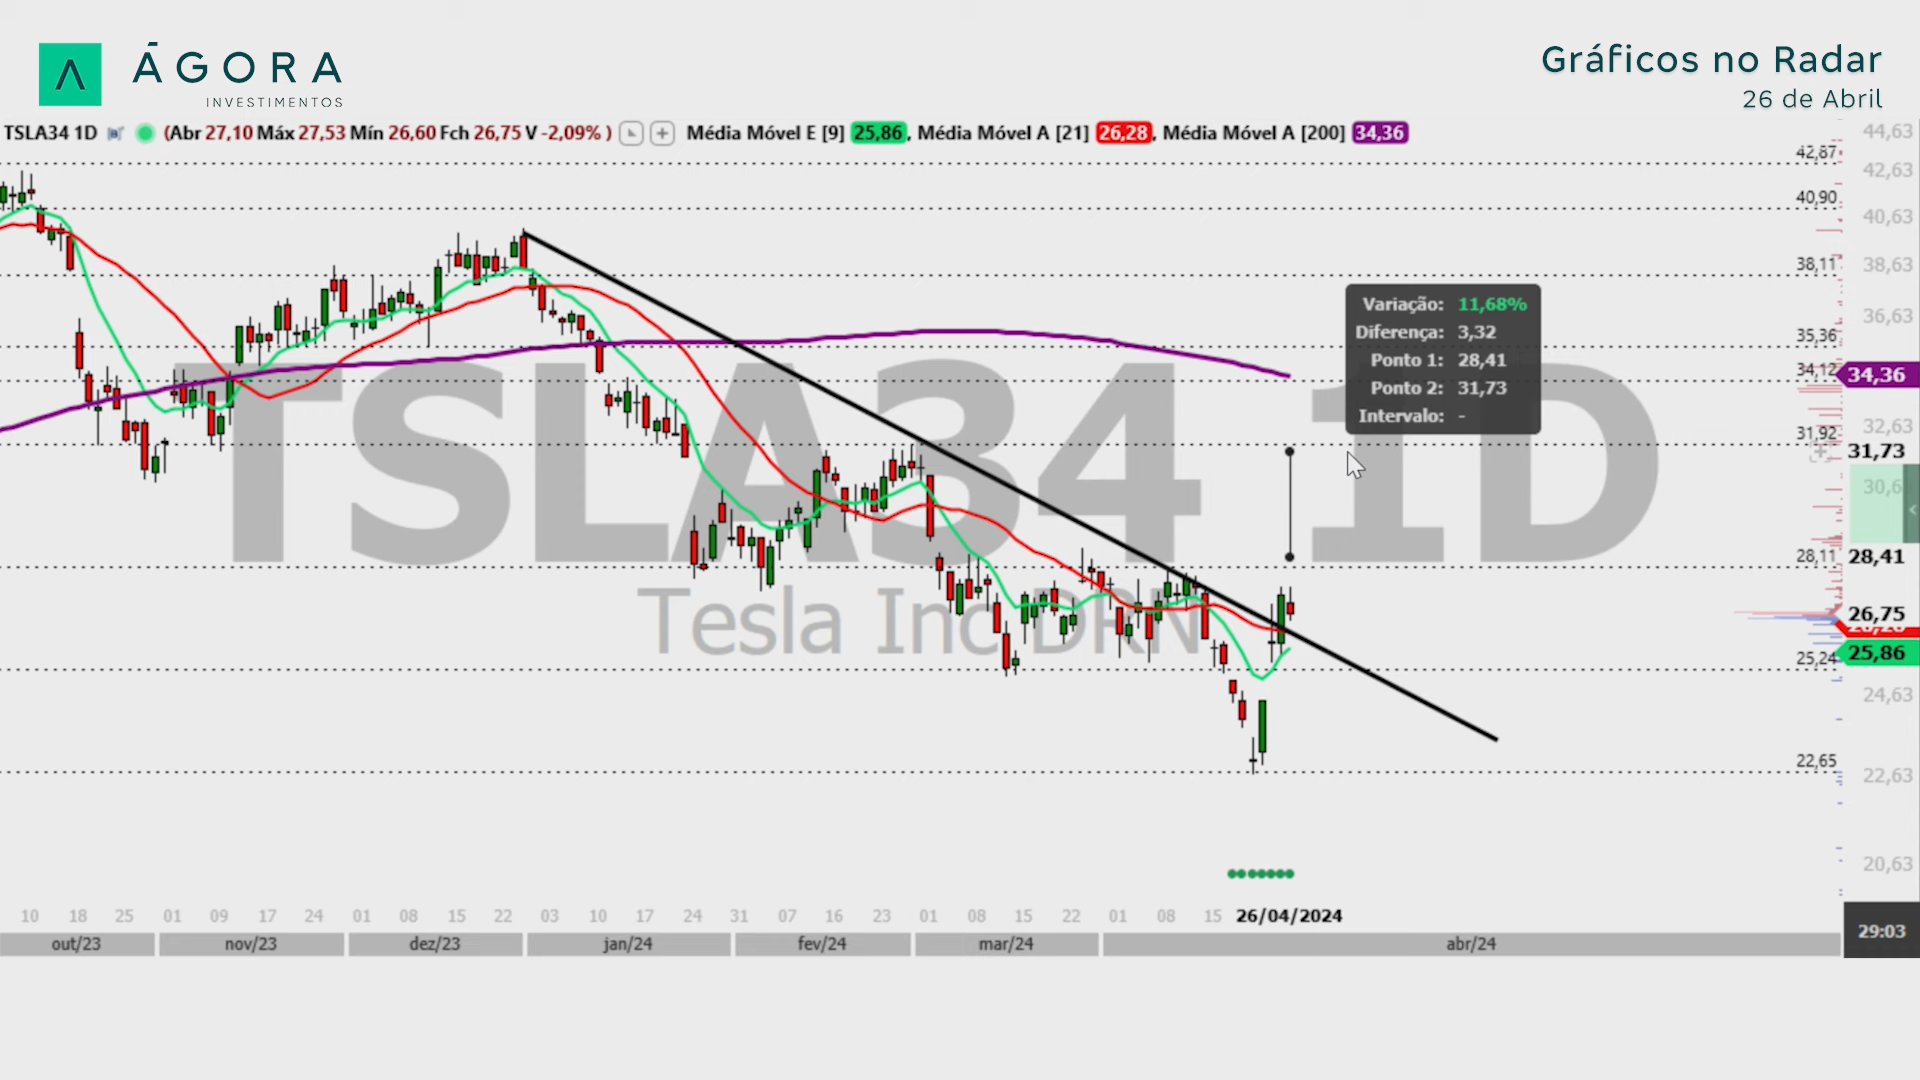 ÁGORA
INVESTIMENTOS
Gráficos no Radar
26 de Abril
TSLA34 1D (Abr 27,10 Máx 27,53 Mín 26,60 Fch 26,75 V -2,09% ) Média Móvel E [9] 25,86, Média Móvel A [21] 26,28, Média Móvel A [200] 34,36
44,63
42,87
42,63
40,90
40,63
38,11
38,63
Variação: 11,68%
Diferença: 3,32
Ponto 1: 28,41
Ponto 2: 31,73
Intervalo: -
36,63
35,36
34,12
34,36
TSLA34 1D
Tesla Inc DRN
32,63
31,92
31,73
28,11
28,41
26,75
25,24
25,86
24,63
22,65
22,63
20,63
10 18 25 01 09 17 24 01 08 15 22 03 10 17 24 31 07 16 23 01 08 15 22 01 08 15 26/04/2024
29:03
out/23 nov/23 dez/23 jan/24 fev/24 mar/24 abr/24